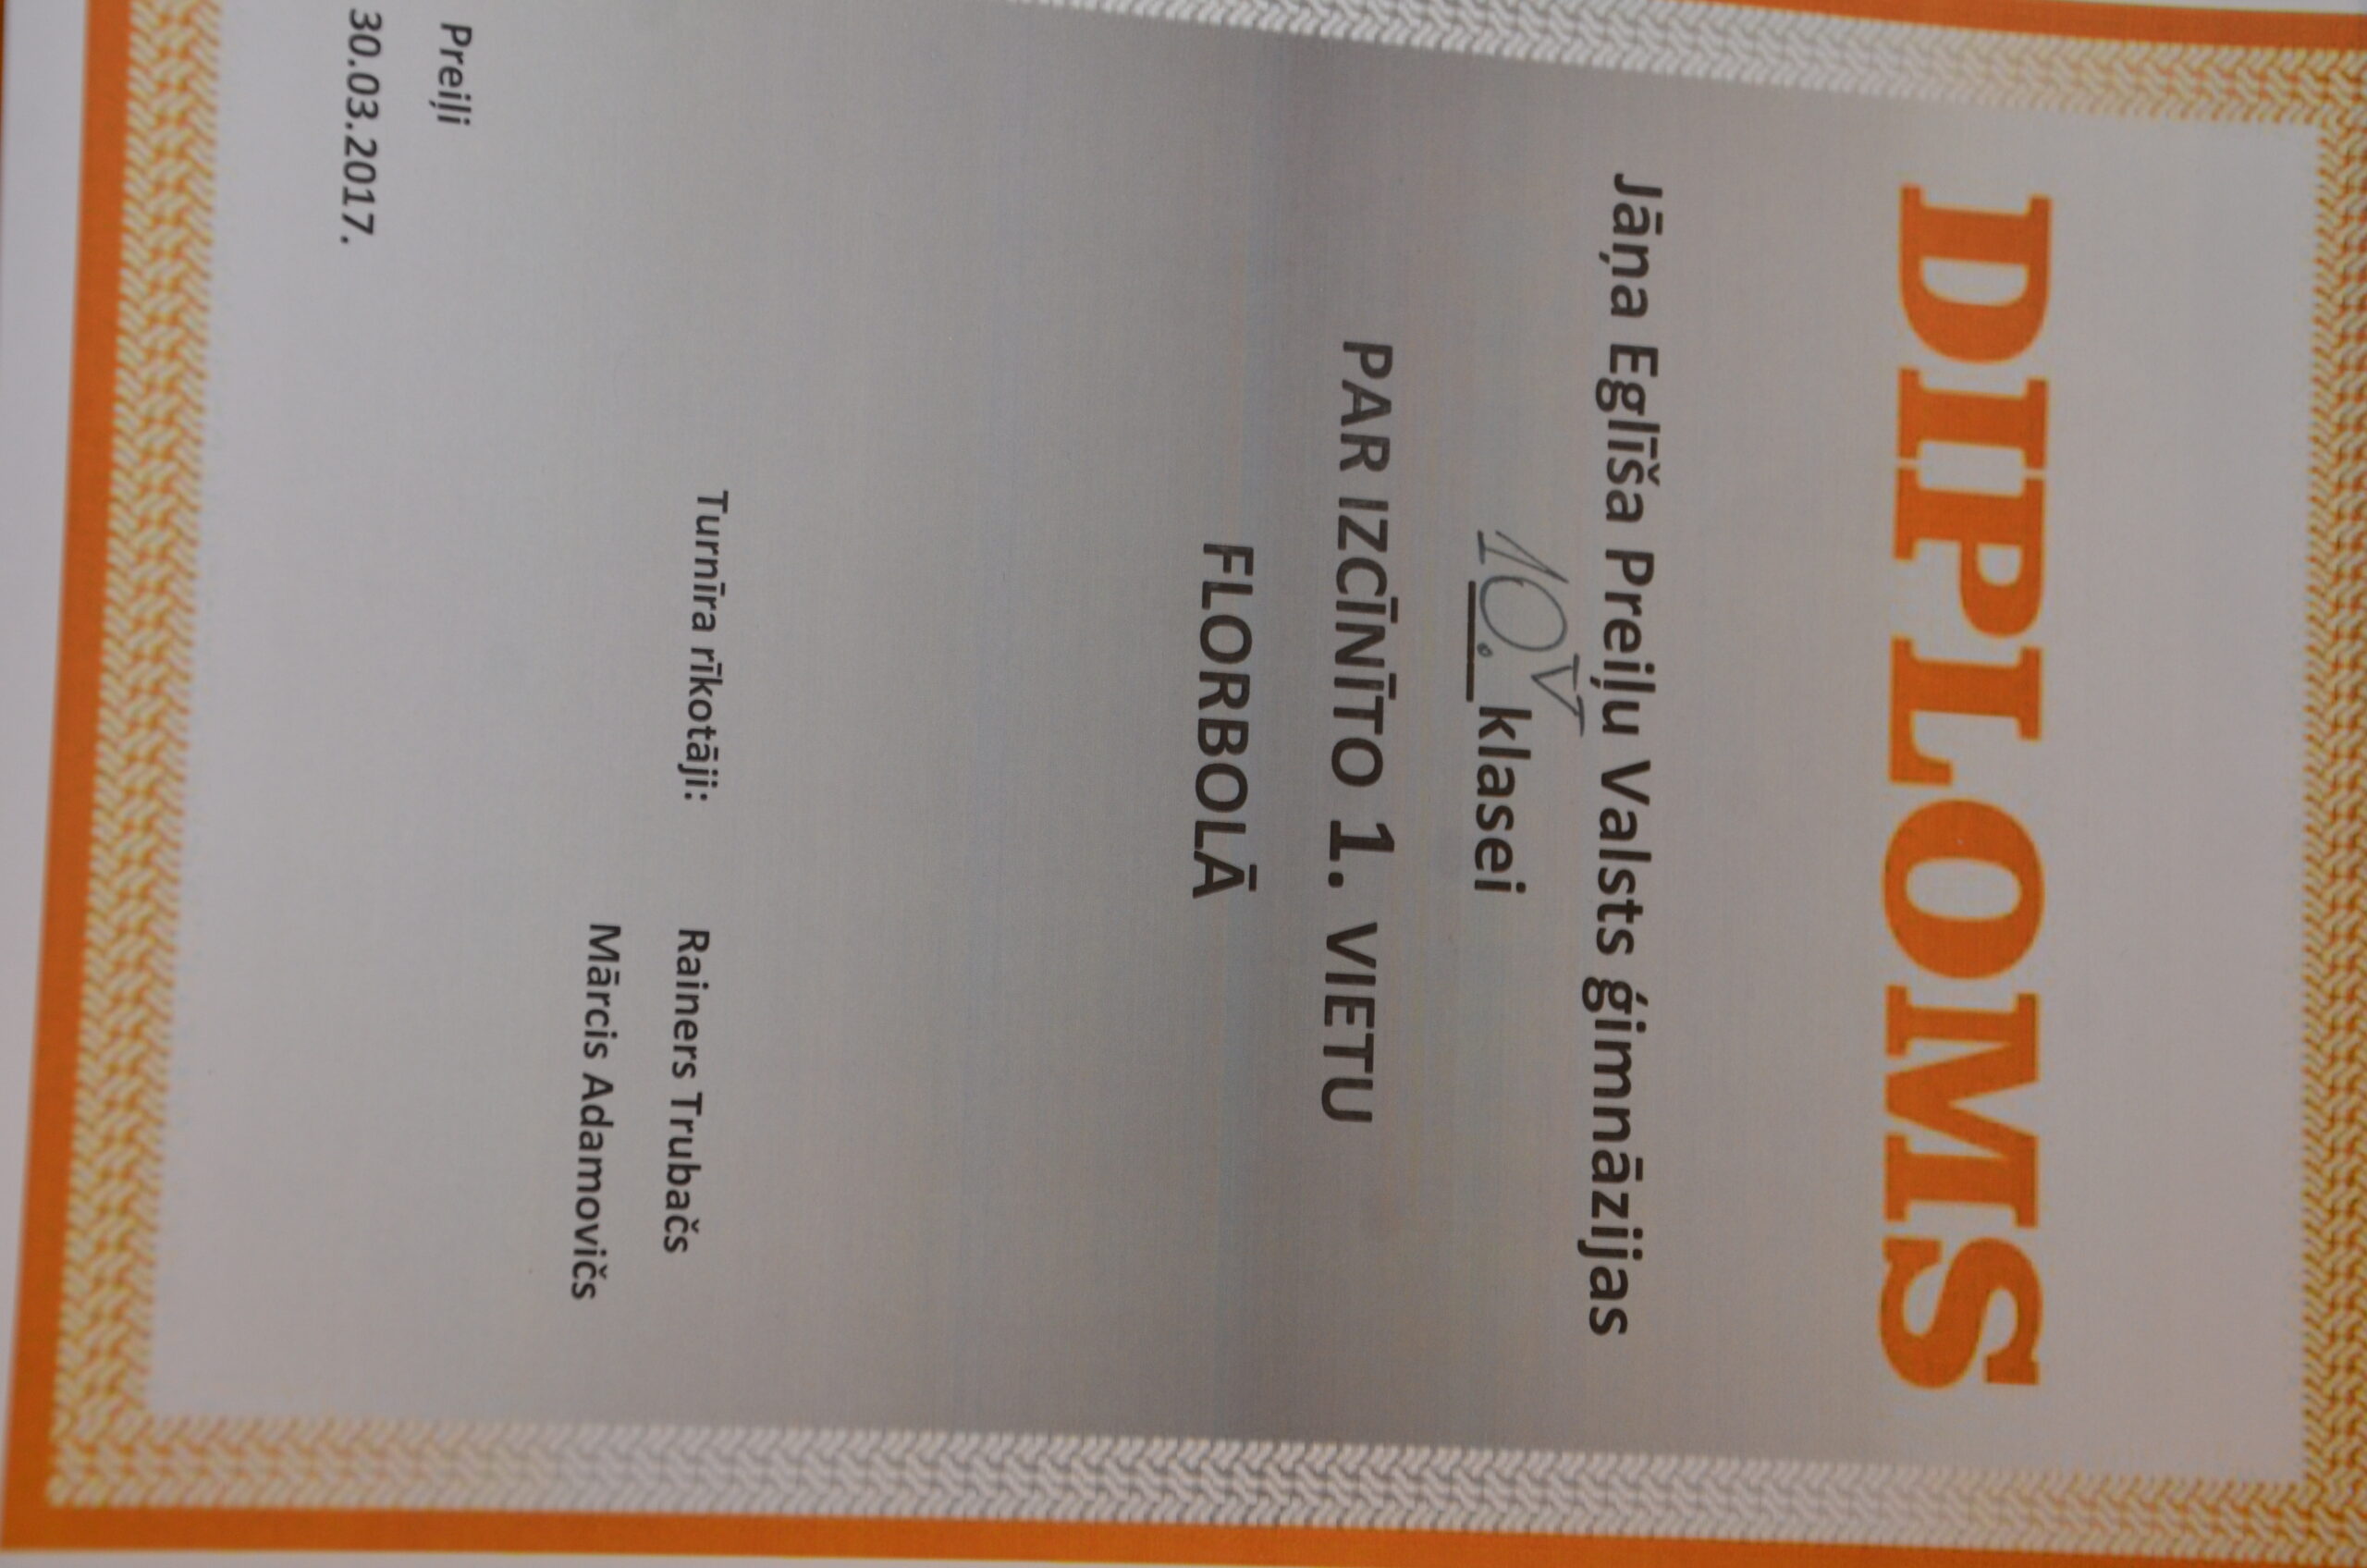 DIPLOMS
Jāņa Eglīša Preiļu Valsts ģimnāzijas
10.V klasei
PAR IZCĪNĪTO 1. VIETU
FLORBOLĀ
Turnīra rīkotāji: Rainers Trubačs
Mārcis Adamovičs
Preiļi
30.03.2017.